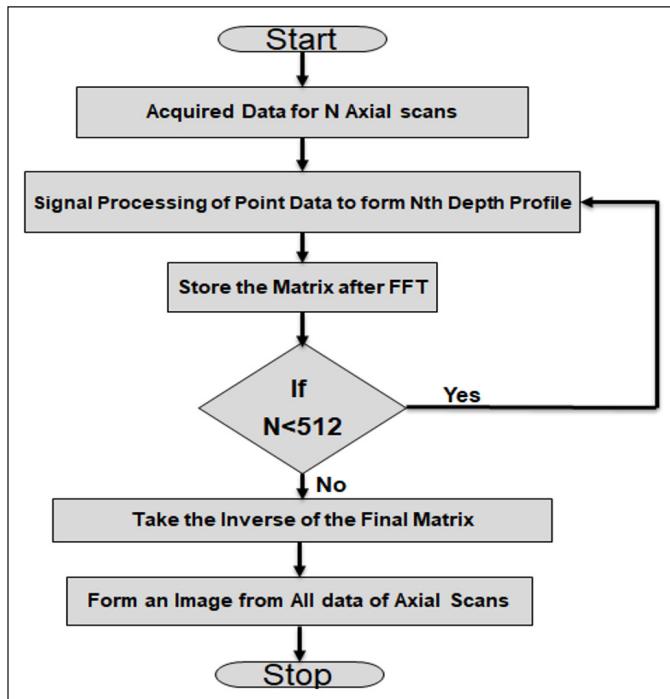 Start
Acquired Data for N Axial scans
Signal Processing of Point Data to form Nth Depth Profile
Store the Matrix after FFT
If
N<512
Yes
No
Take the Inverse of the Final Matrix
Form an Image from All data of Axial Scans
Stop